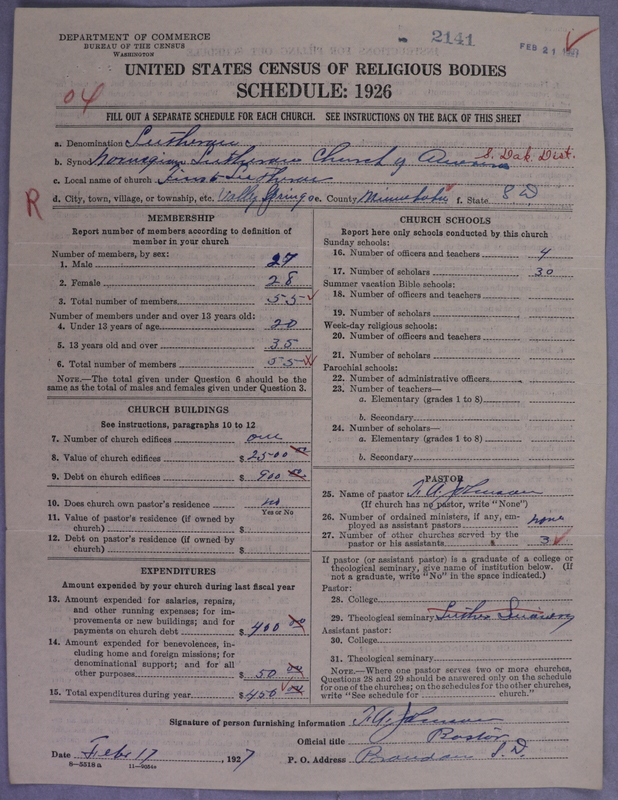 DEPARTMENT OF COMMERCE
BUREAU OF THE CENSUS
WASHINGTON
2141
FEB 21 1927
UNITED STATES CENSUS OF RELIGIOUS BODIES
SCHEDULE: 1926
04
FILL OUT A SEPARATE SCHEDULE FOR EACH CHURCH. SEE INSTRUCTIONS ON THE BACK OF THIS SHEET
a. Denomination Lutheran
b. Synod Norwegian Lutheran Church of America S. Dak. Dist.
c. Local name of church First Lutheran
R
d. City, town, village, or township, etc. Vally Springs e. County Minnehaha f. State S D
MEMBERSHIP
Report number of members according to definition of
member in your church
Number of members, by sex:
1. Male 27
2. Female 28
3. Total number of members 55
Number of members under and over 13 years old:
4. Under 13 years of age 20
5. 13 years old and over 35
6. Total number of members 55
NOTE.—The total given under Question 6 should be the
same as the total of males and females given under Question 3.
CHURCH BUILDINGS
See instructions, paragraphs 10 to 12
7. Number of church edifices one
8. Value of church edifices $ 2500 00
9. Debt on church edifices $ 900 00
10. Does church own pastor's residence no
Yes or No
11. Value of pastor's residence (if owned by
church) $
12. Debt on pastor's residence (if owned by
church) $
EXPENDITURES
Amount expended by your church during last fiscal year
13. Amount expended for salaries, repairs,
and other running expenses; for im-
provements or new buildings; and for
payments on church debt $ 400 00
14. Amount expended for benevolences, in-
cluding home and foreign missions; for
denominational support; and for all
other purposes $ 50 00
15. Total expenditures during year $ 450 00
CHURCH SCHOOLS
Report here only schools conducted by this church
Sunday schools:
16. Number of officers and teachers 4
17. Number of scholars 30
Summer vacation Bible schools:
18. Number of officers and teachers
19. Number of scholars
Week-day religious schools:
20. Number of officers and teachers
21. Number of scholars
Parochial schools:
22. Number of administrative officers
23. Number of teachers—
a. Elementary (grades 1 to 8)
b. Secondary
24. Number of scholars—
a. Elementary (grades 1 to 8)
b. Secondary
PASTOR
25. Name of pastor T. A. Johnson
(If church has no pastor, write "None")
26. Number of ordained ministers, if any, em-
ployed as assistant pastors none
27. Number of other churches served by the
pastor or his assistants 3
If pastor (or assistant pastor) is a graduate of a college or
theological seminary, give name of institution below. (If
not a graduate, write "No" in the space indicated.)
Pastor:
28. College
29. Theological seminary Luther Seminary
Assistant pastor:
30. College
31. Theological seminary
NOTE.—Where one pastor serves two or more churches,
Questions 28 and 29 should be answered only on the schedule
for one of the churches; on the schedules for the other churches,
write "See schedule for church."
Signature of person furnishing information T. A. Johnson
Official title Pastor
Date Feb 17, 1927
P. O. Address Brandon S. D.
8—5518 a